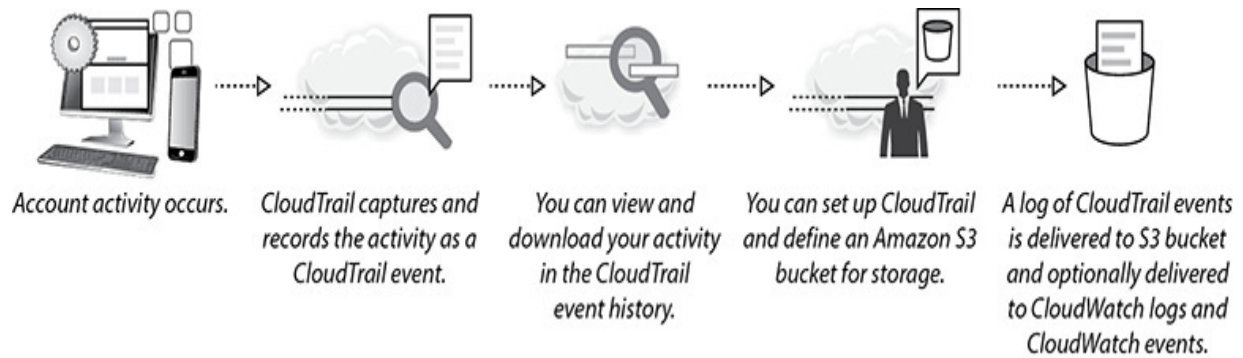 Account activity occurs.
CloudTrail captures and
records the activity as a
CloudTrail event.
You can view and
download your activity
in the CloudTrail
event history.
You can set up CloudTrail
and define an Amazon S3
bucket for storage.
A log of CloudTrail events
is delivered to S3 bucket
and optionally delivered
to CloudWatch logs and
CloudWatch events.